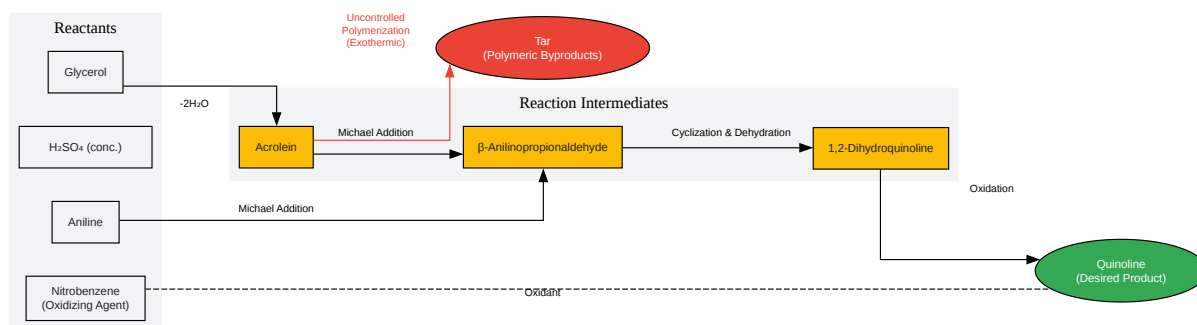 Reactants
Glycerol
H₂SO₄ (conc.)
Aniline
Nitrobenzene
(Oxidizing Agent)
-2H₂O
Uncontrolled
Polymerization
(Exothermic)
Tar
(Polymeric Byproducts)
Reaction Intermediates
Acrolein
Michael Addition
β-Anilinopropionaldehyde
Cyclization & Dehydration
1,2-Dihydroquinoline
Michael Addition
Oxidation
Oxidant
Quinoline
(Desired Product)